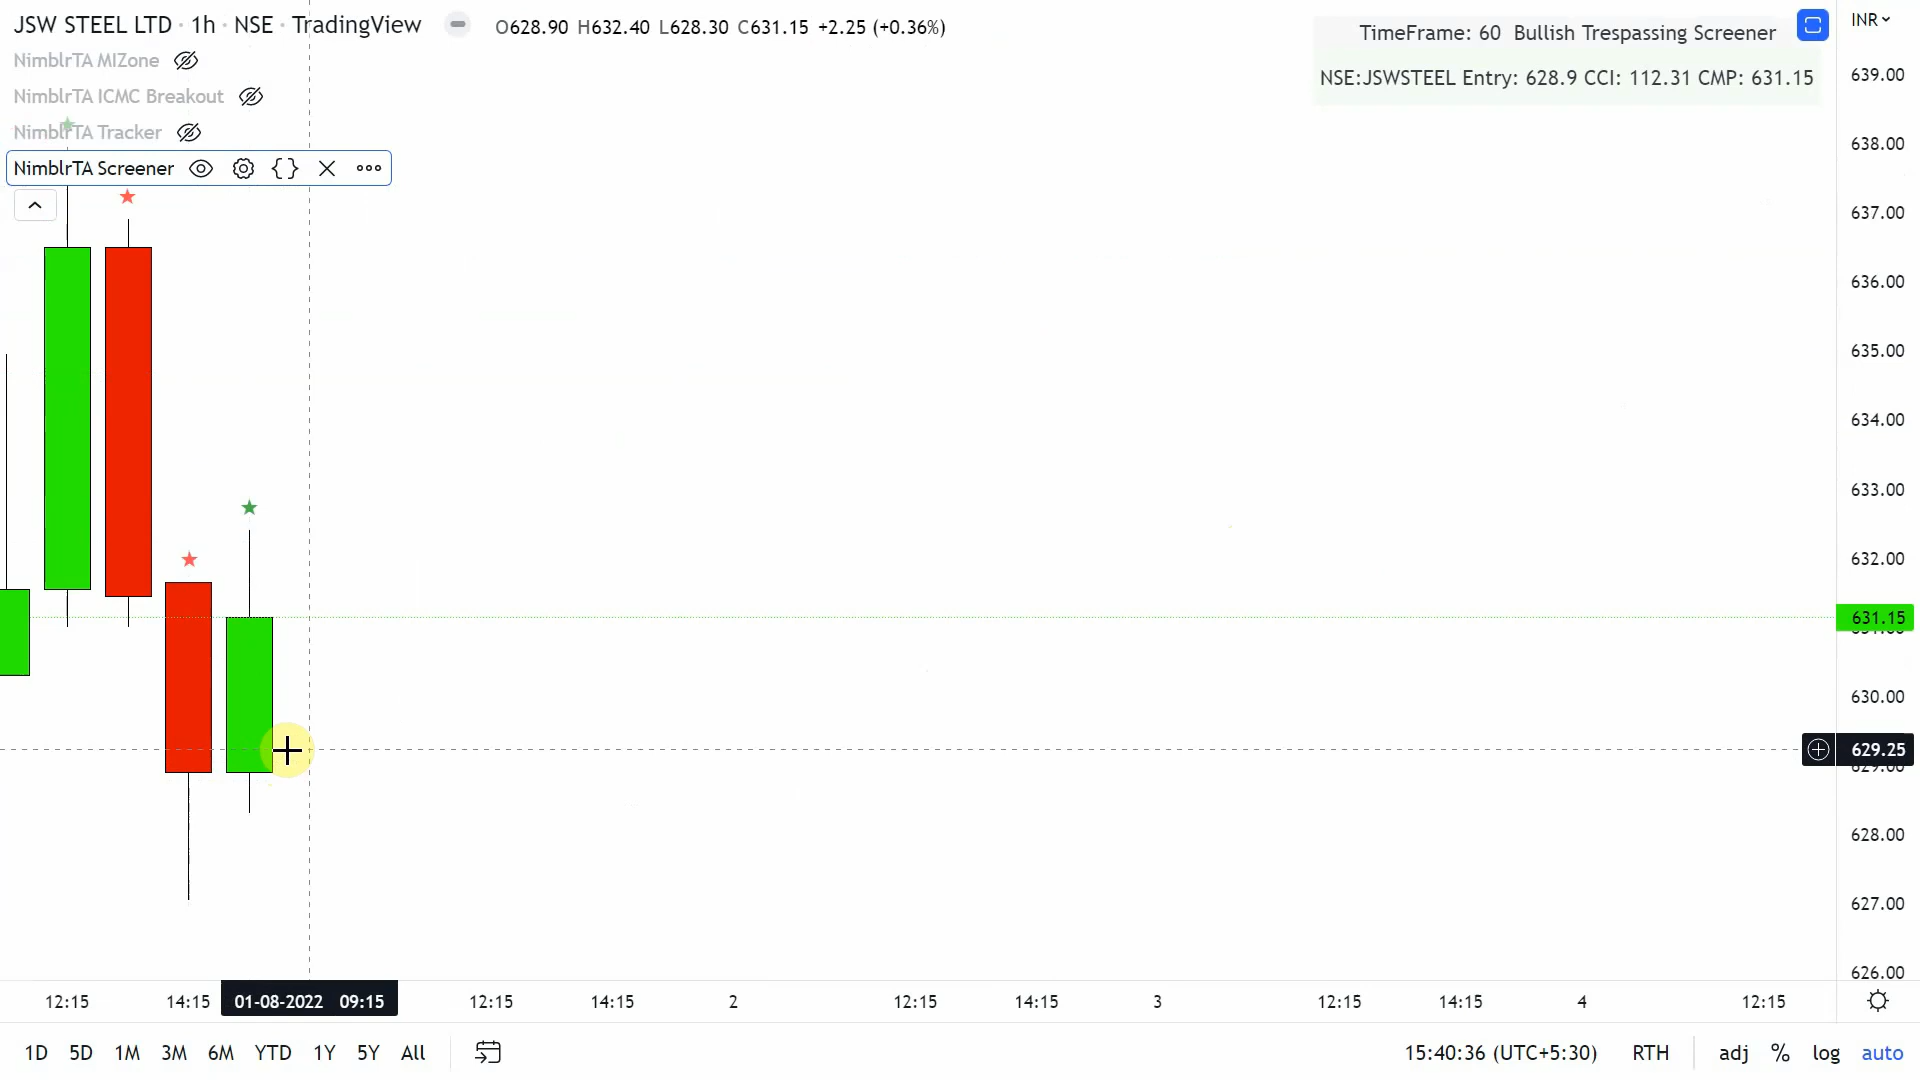 JSW STEEL LTD · 1h · NSE · TradingView
O628.90 H632.40 L628.30 C631.15 +2.25 (+0.36%)
NimblrTA MIZone
NimblrTA ICMC Breakout
NimblrTA Tracker
NimblrTA Screener
TimeFrame: 60 Bullish Trespassing Screener
NSE:JSWSTEEL Entry: 628.9 CCI: 112.31 CMP: 631.15
INR
639.00
638.00
637.00
636.00
635.00
634.00
633.00
632.00
631.15
631.00
630.00
629.25
629.00
628.00
627.00
626.00
12:15 14:15 01-08-2022 09:15 12:15 14:15 2 12:15 14:15 3 12:15 14:15 4 12:15
1D 5D 1M 3M 6M YTD 1Y 5Y All
15:40:36 (UTC+5:30) RTH adj % log auto